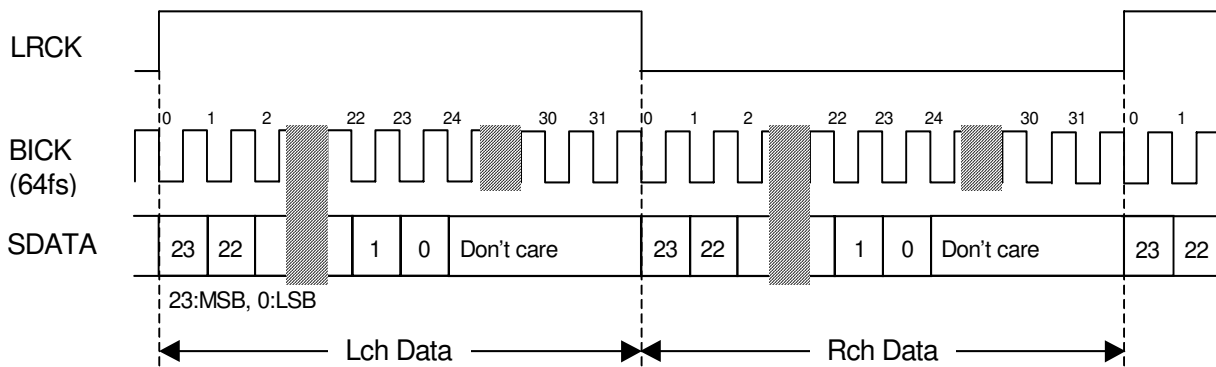 LRCK
0 1 2 22 23 24 30 31 0 1 2 22 23 24 30 31 0 1
BICK
(64fs)
SDATA 23 22 1 0 Don't care 23 22 1 0 Don't care 23 22
23:MSB, 0:LSB
Lch Data Rch Data